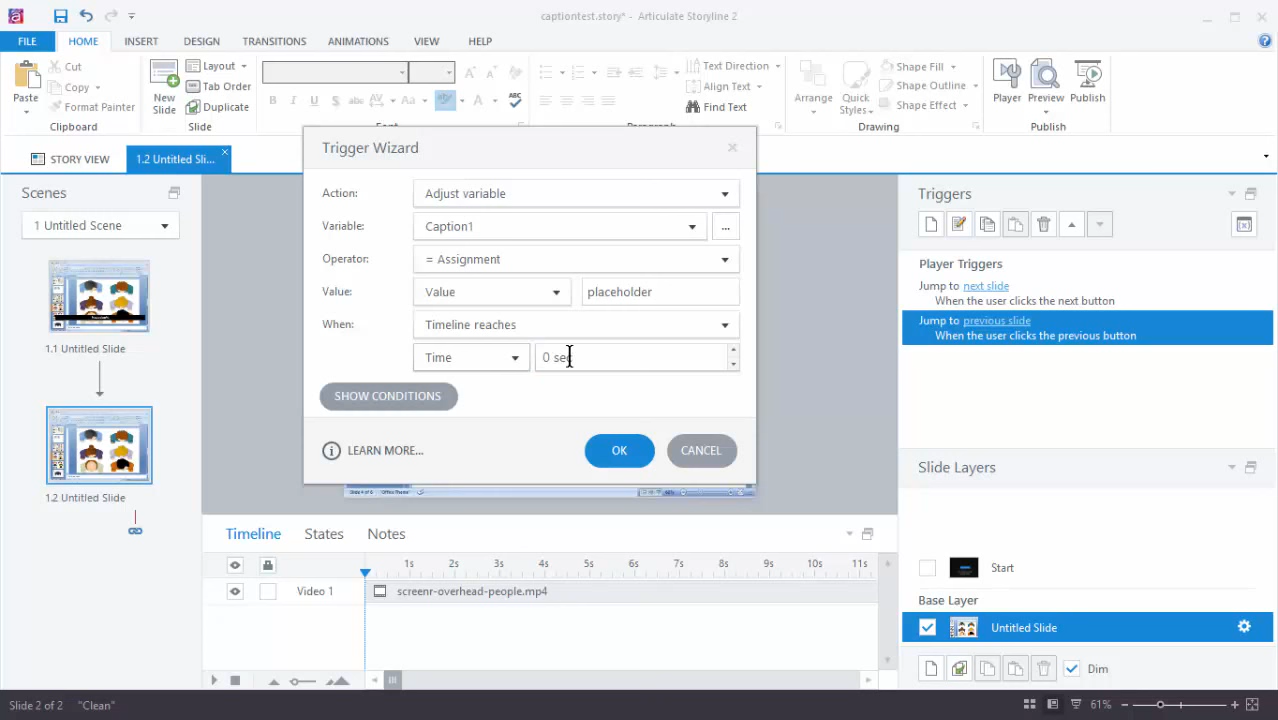 captiontest.story* - Articulate Storyline 2
FILE HOME INSERT DESIGN TRANSITIONS ANIMATIONS VIEW HELP
Paste
Cut
Copy
Format Painter
Clipboard
New Slide
Layout
Tab Order
Duplicate
Slide
Text Direction
Align Text
Find Text
Arrange
Quick Styles
Shape Fill
Shape Outline
Shape Effect
Drawing
Player
Preview
Publish
Publish
STORY VIEW
1.2 Untitled Sli...
Scenes
1 Untitled Scene
1.1 Untitled Slide
1.2 Untitled Slide
Trigger Wizard
Action: Adjust variable
Variable: Caption1 ...
Operator: = Assignment
Value: Value placeholder
When: Timeline reaches
Time 0 sec
SHOW CONDITIONS
LEARN MORE... OK CANCEL
Timeline States Notes
1s 2s 3s 4s 5s 6s 7s 8s 9s 10s 11s
Video 1 screenr-overhead-people.mp4
Triggers
Player Triggers
Jump to next slide
When the user clicks the next button
Jump to previous slide
When the user clicks the previous button
Slide Layers
Start
Base Layer
Untitled Slide
Dim
Slide 2 of 2 "Clean" 61%